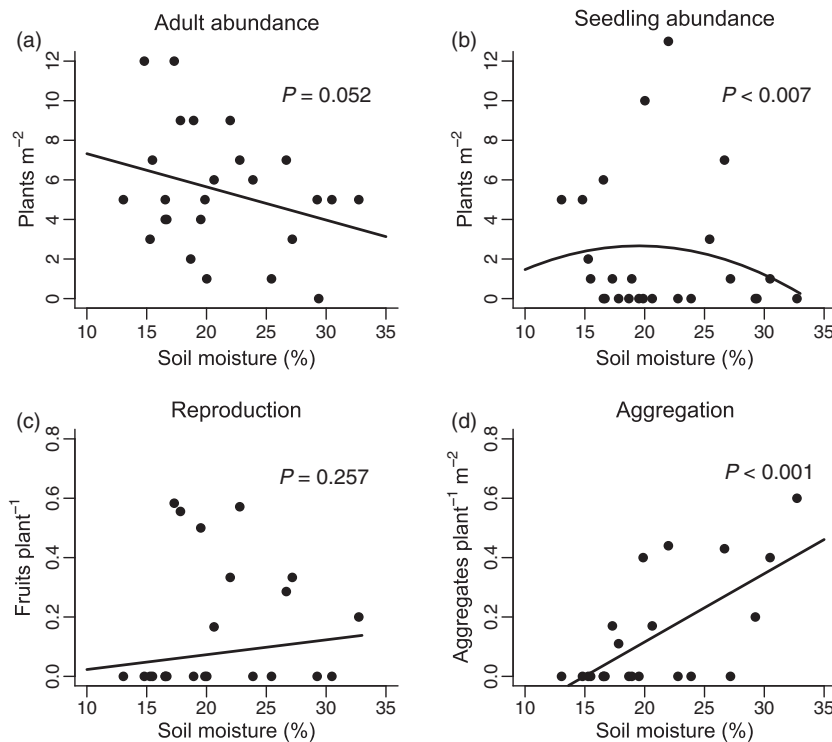 Adult abundance
(a)
P = 0.052
Plants m⁻²
12
10
8
6
4
2
0
10 15 20 25 30 35
Soil moisture (%)
Seedling abundance
(b)
P < 0.007
Plants m⁻²
12
10
8
6
4
2
0
10 15 20 25 30 35
Soil moisture (%)
Reproduction
(c)
P = 0.257
Fruits plant⁻¹
0.8
0.6
0.4
0.2
0.0
10 15 20 25 30 35
Soil moisture (%)
Aggregation
(d)
P < 0.001
Aggregates plant⁻¹ m⁻²
0.8
0.6
0.4
0.2
0.0
10 15 20 25 30 35
Soil moisture (%)